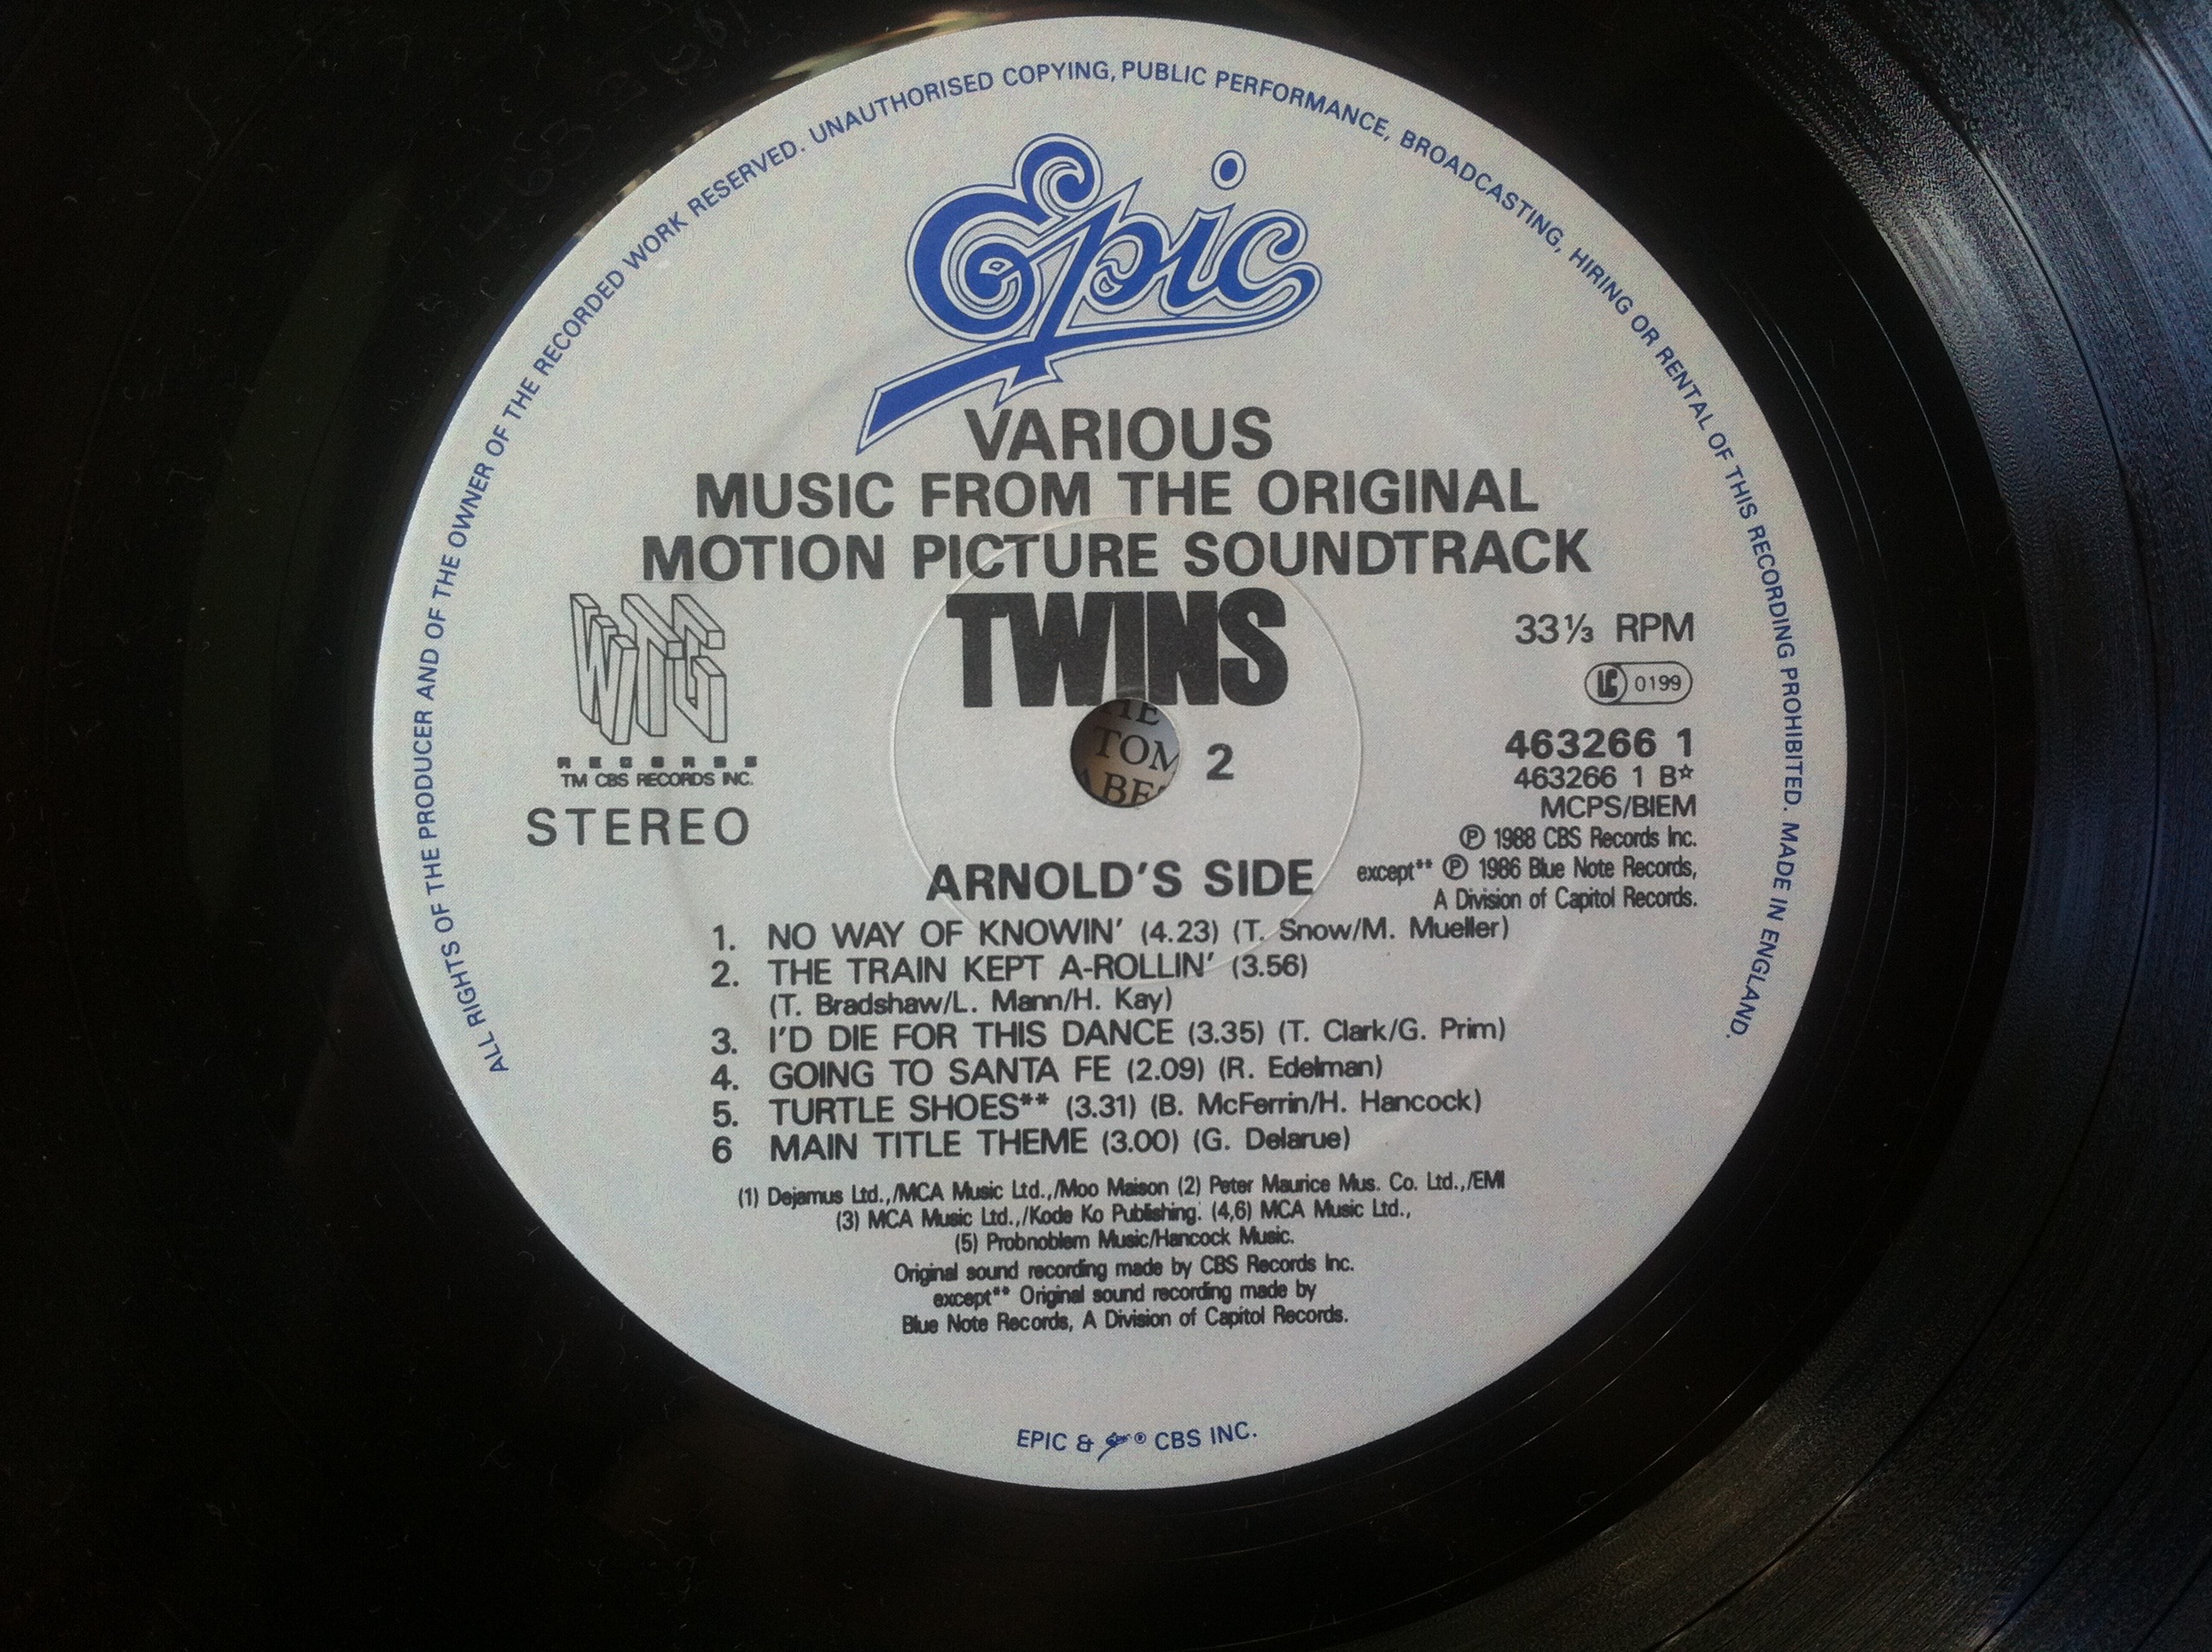 ALL RIGHTS OF THE PRODUCER AND OF THE OWNER OF THE RECORDED WORK RESERVED. UNAUTHORISED COPYING, PUBLIC PERFORMANCE, BROADCASTING, HIRING OR RENTAL OF THIS RECORDING PROHIBITED. MADE IN ENGLAND.
Epic
VARIOUS
MUSIC FROM THE ORIGINAL
MOTION PICTURE SOUNDTRACK
TWINS
WTG
RECORDS
TM CBS RECORDS INC.
STEREO
2
33⅓ RPM
LC 0199
463266 1
463266 1 B☆
MCPS/BIEM
℗ 1988 CBS Records Inc.
except** ℗ 1986 Blue Note Records,
A Division of Capitol Records.
ARNOLD'S SIDE
1. NO WAY OF KNOWIN' (4.23) (T. Snow/M. Mueller)
2. THE TRAIN KEPT A-ROLLIN' (3.56)
(T. Bradshaw/L. Mann/H. Kay)
3. I'D DIE FOR THIS DANCE (3.35) (T. Clark/G. Prim)
4. GOING TO SANTA FE (2.09) (R. Edelman)
5. TURTLE SHOES** (3.31) (B. McFerrin/H. Hancock)
6 MAIN TITLE THEME (3.00) (G. Delarue)
(1) Dejamus Ltd.,/MCA Music Ltd.,/Moo Maison (2) Peter Maurice Mus. Co. Ltd.,/EMI
(3) MCA Music Ltd.,/Kode Ko Publishing. (4,6) MCA Music Ltd.,
(5) Probnoblem Music/Hancock Music.
Original sound recording made by CBS Records Inc.
except** Original sound recording made by
Blue Note Records, A Division of Capitol Records.
EPIC & Epic ® CBS INC.